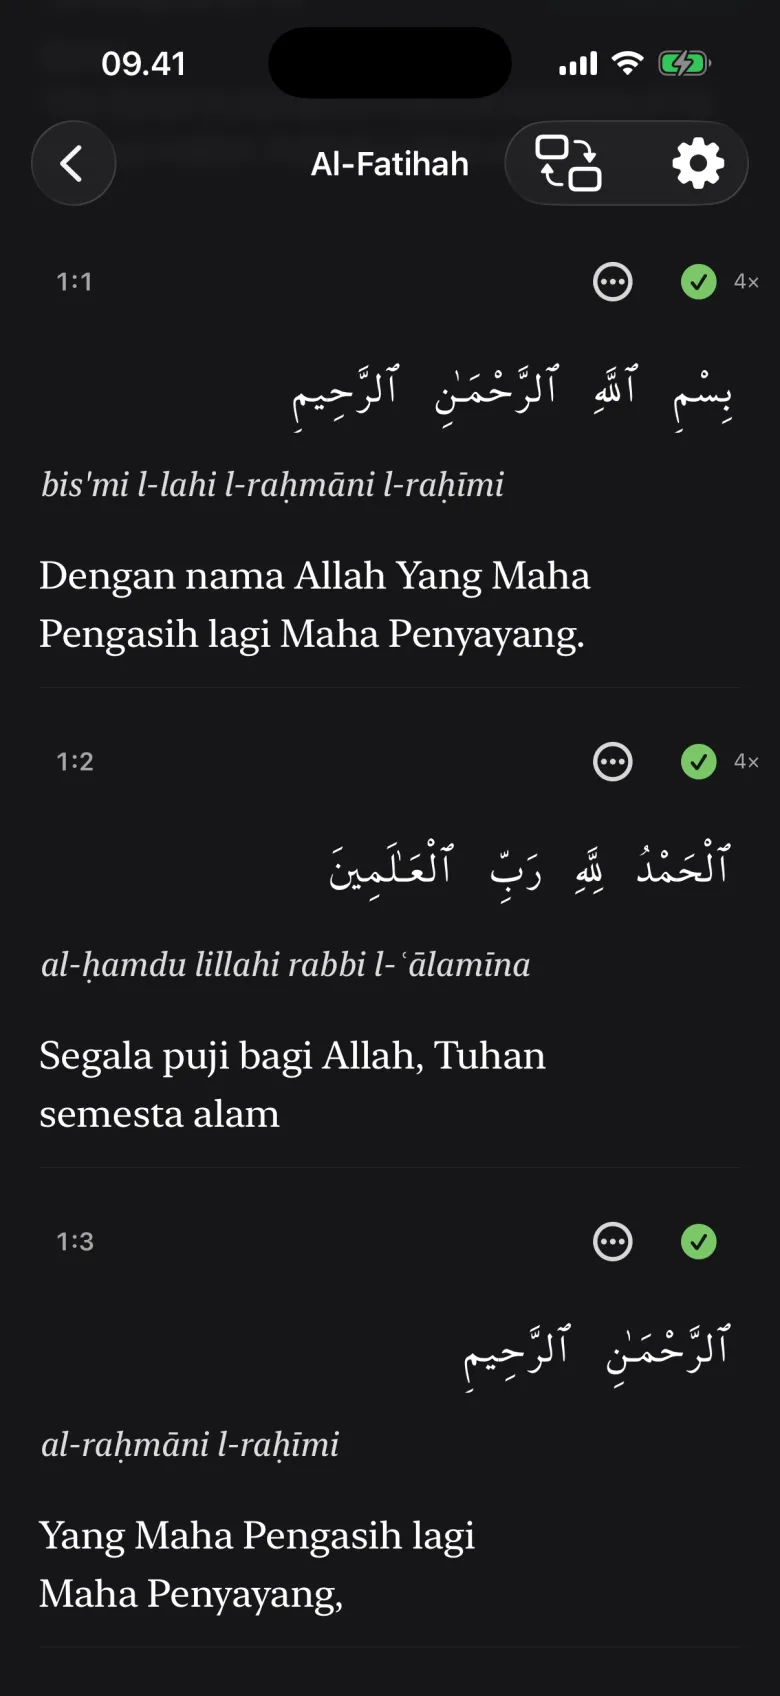 09.41
Al-Fatihah
1:1
4×
بِسْمِ ٱللَّهِ ٱلرَّحْمَـٰنِ ٱلرَّحِيمِ
bis'mi l-lahi l-raḥmāni l-raḥīmi
Dengan nama Allah Yang Maha
Pengasih lagi Maha Penyayang.
1:2
4×
ٱلْحَمْدُ لِلَّهِ رَبِّ ٱلْعَـٰلَمِينَ
al-ḥamdu lillahi rabbi l-ʿālamīna
Segala puji bagi Allah, Tuhan
semesta alam
1:3
ٱلرَّحْمَـٰنِ ٱلرَّحِيمِ
al-raḥmāni l-raḥīmi
Yang Maha Pengasih lagi
Maha Penyayang,